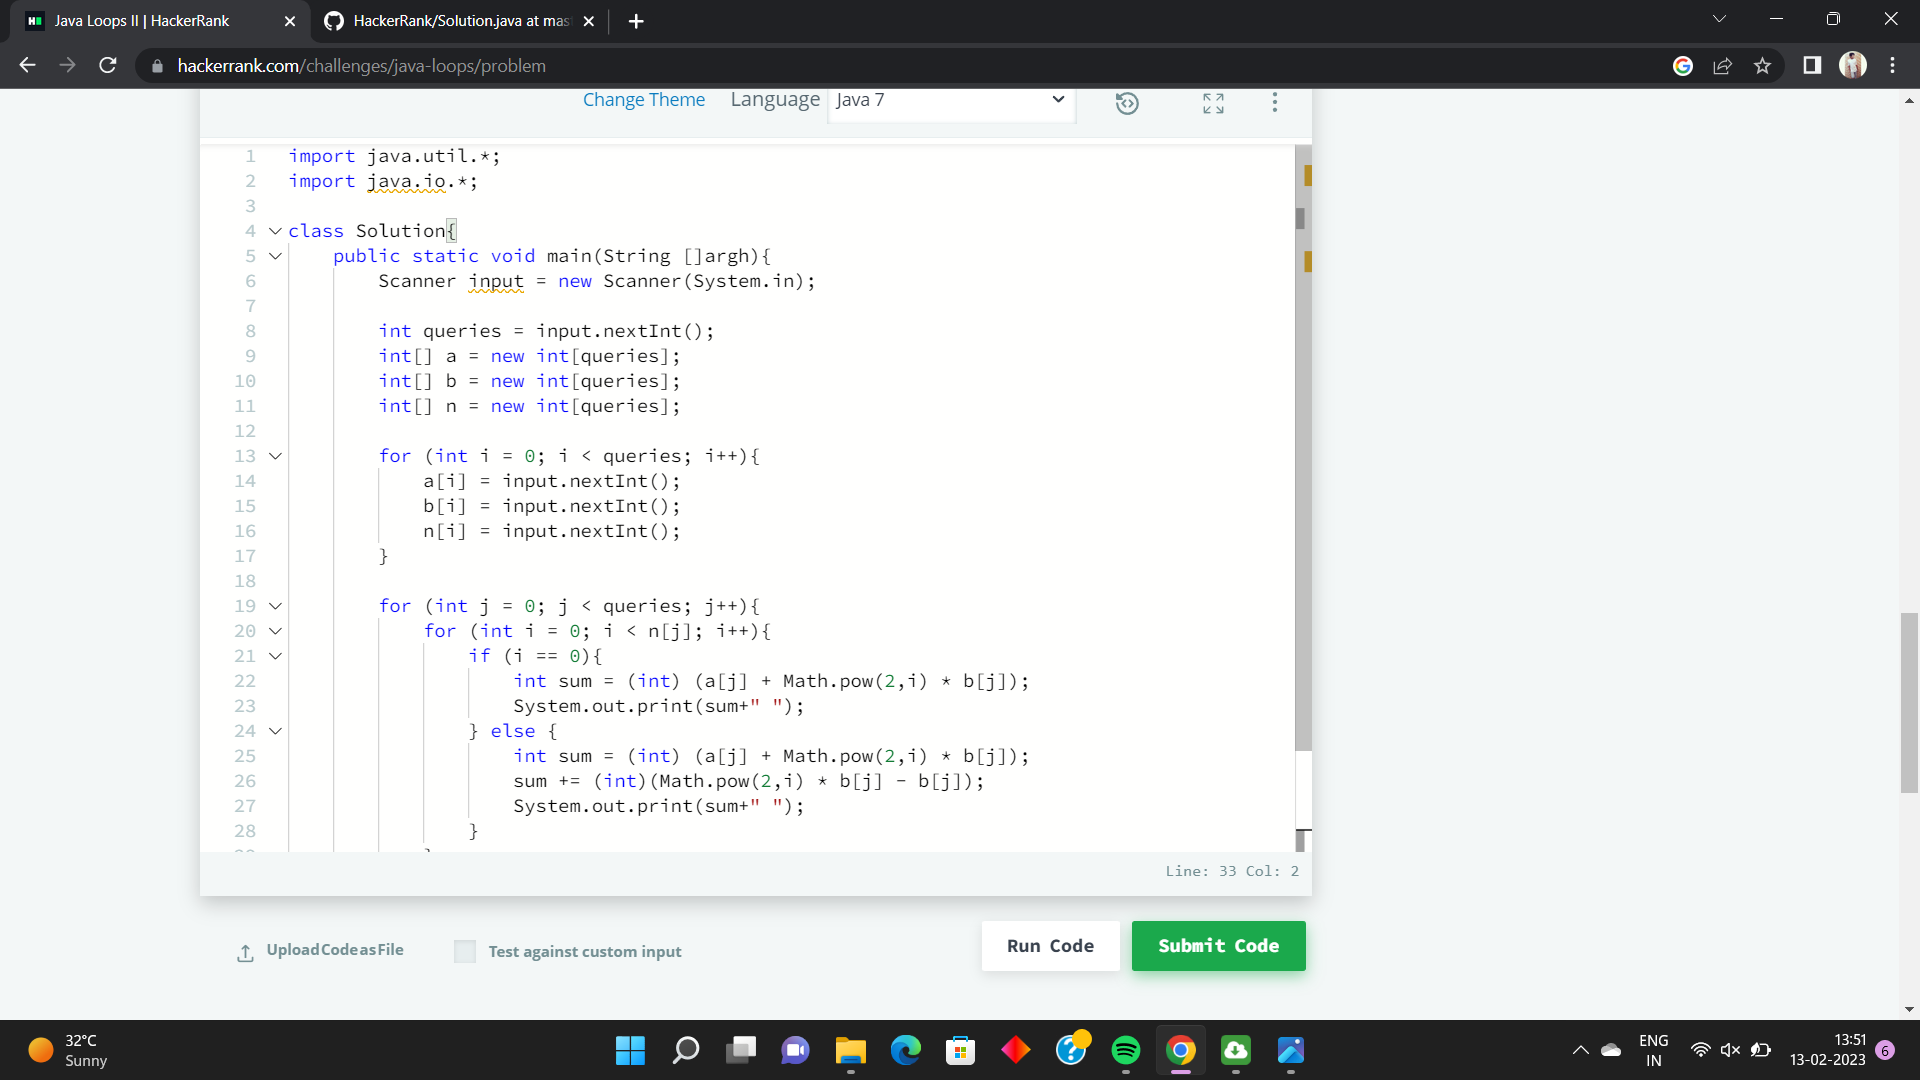 Java Loops II | HackerRank
HackerRank/Solution.java at mas
hackerrank.com/challenges/java-loops/problem
Change Theme Language Java 7
1 import java.util.*;
2 import java.io.*;
3
4 class Solution{
5 public static void main(String []argh){
6 Scanner input = new Scanner(System.in);
7
8 int queries = input.nextInt();
9 int[] a = new int[queries];
10 int[] b = new int[queries];
11 int[] n = new int[queries];
12
13 for (int i = 0; i < queries; i++){
14 a[i] = input.nextInt();
15 b[i] = input.nextInt();
16 n[i] = input.nextInt();
17 }
18
19 for (int j = 0; j < queries; j++){
20 for (int i = 0; i < n[j]; i++){
21 if (i == 0){
22 int sum = (int) (a[j] + Math.pow(2,i) * b[j]);
23 System.out.print(sum+" ");
24 } else {
25 int sum = (int) (a[j] + Math.pow(2,i) * b[j]);
26 sum += (int)(Math.pow(2,i) * b[j] - b[j]);
27 System.out.print(sum+" ");
28 }
Line: 33 Col: 2
Upload Code as File Test against custom input Run Code Submit Code
32°C
Sunny
ENG
IN
13:51
13-02-2023
6